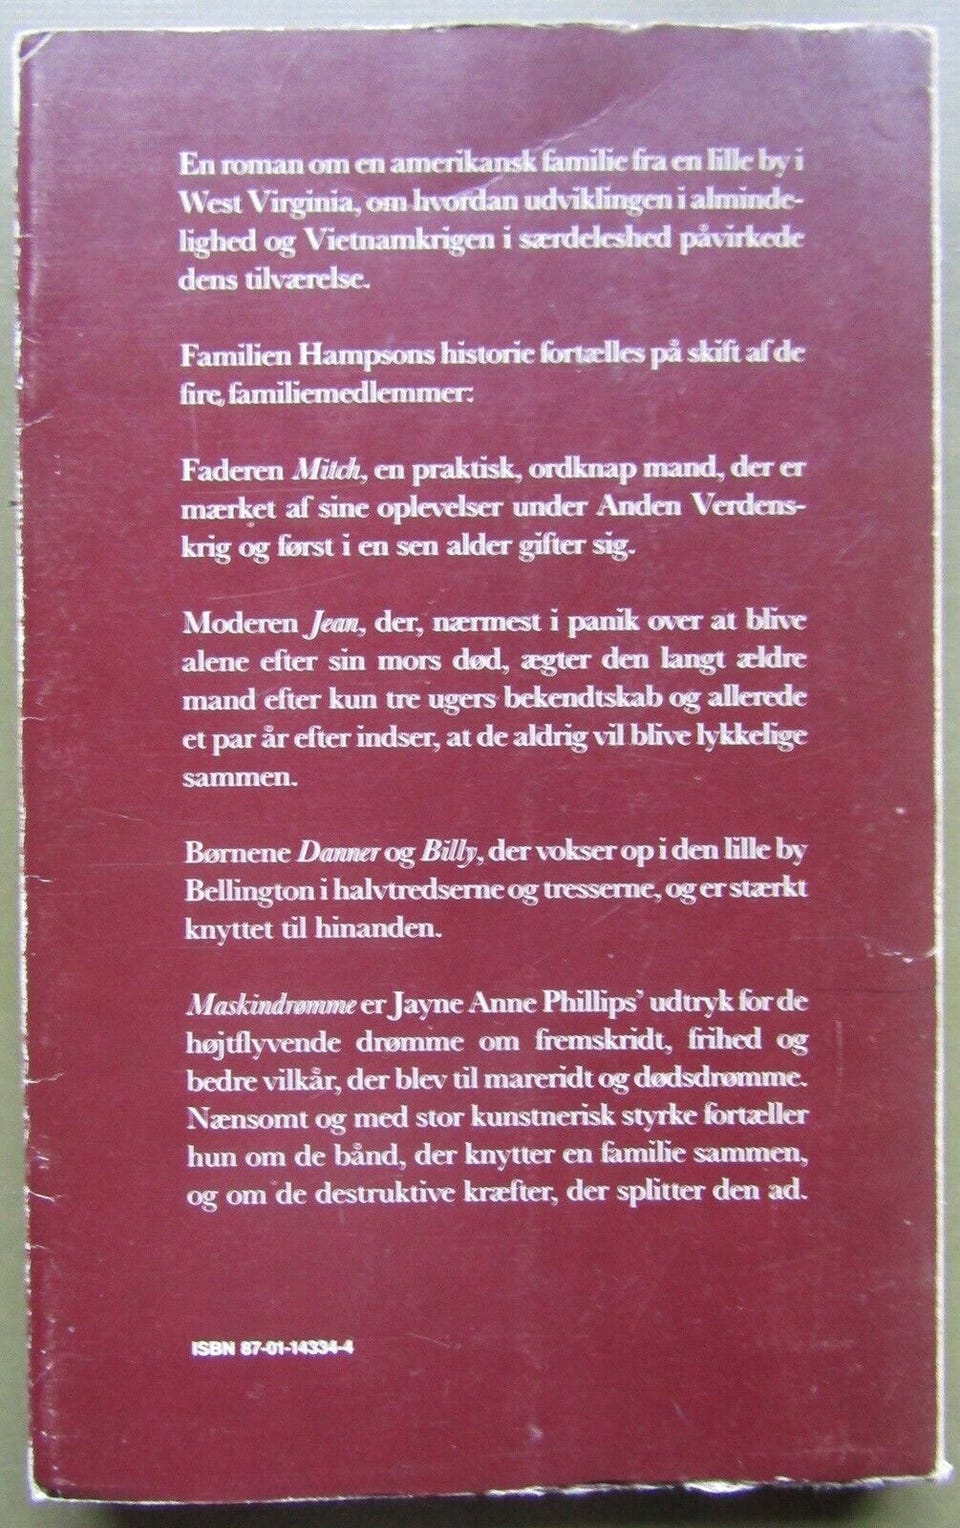 En roman om en amerikansk familie fra en lille by i
West Virginia, om hvordan udviklingen i alminde-
lighed og Vietnamkrigen i særdeleshed påvirkede
dens tilværelse.
Familien Hampsons historie fortælles på skift af de
fire familiemedlemmer:
Faderen Mitch, en praktisk, ordknap mand, der er
mærket af sine oplevelser under Anden Verdens-
krig og først i en sen alder gifter sig.
Moderen Jean, der, nærmest i panik over at blive
alene efter sin mors død, ægter den langt ældre
mand efter kun tre ugers bekendtskab og allerede
et par år efter indser, at de aldrig vil blive lykkelige
sammen.
Børnene Danner og Billy, der vokser op i den lille by
Bellington i halvtredserne og tresserne, og er stærkt
knyttet til hinanden.
Maskindrømme er Jayne Anne Phillips' udtryk for de
højtflyvende drømme om fremskridt, frihed og
bedre vilkår, der blev til mareridt og dødsdrømme.
Nænsomt og med stor kunstnerisk styrke fortæller
hun om de bånd, der knytter en familie sammen,
og om de destruktive kræfter, der splitter den ad.
ISBN 87-01-14334-4